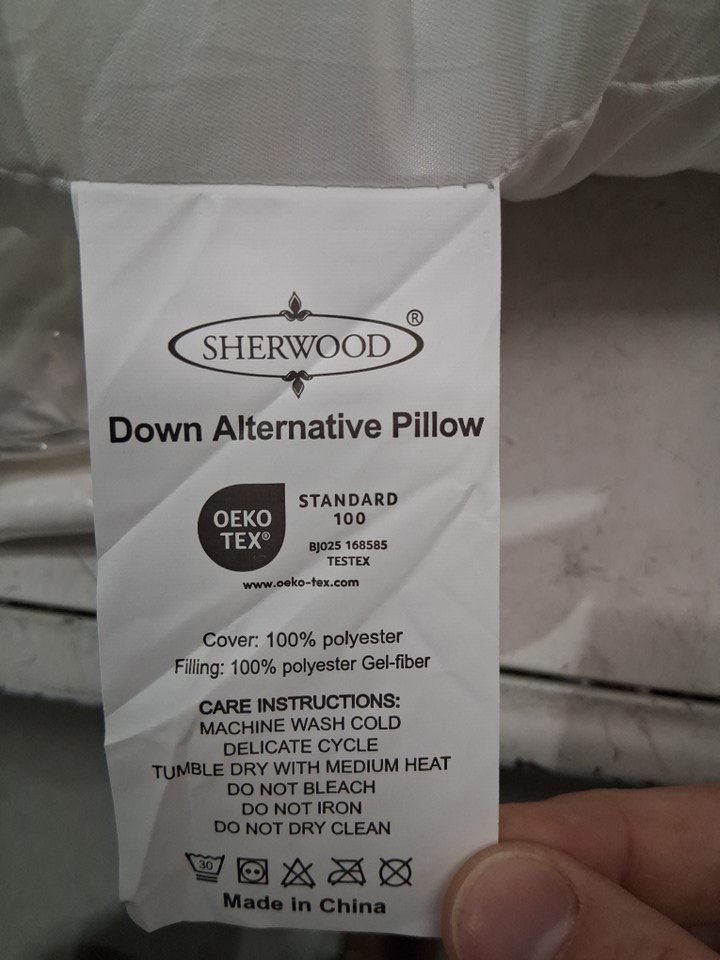 SHERWOOD ®
Down Alternative Pillow
OEKO
TEX®
STANDARD
100
BJ025 168585
TESTEX
www.oeko-tex.com
Cover: 100% polyester
Filling: 100% polyester Gel-fiber
CARE INSTRUCTIONS:
MACHINE WASH COLD
DELICATE CYCLE
TUMBLE DRY WITH MEDIUM HEAT
DO NOT BLEACH
DO NOT IRON
DO NOT DRY CLEAN
30
Made in China